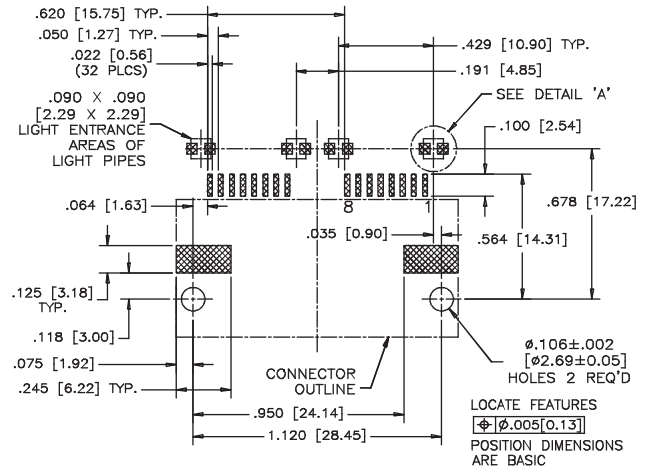 .620 [15.75] TYP.
.050 [1.27] TYP.
.022 [0.56]
(32 PLCS)
.429 [10.90] TYP.
.191 [4.85]
.090 X .090
[2.29 X 2.29]
LIGHT ENTRANCE
AREAS OF
LIGHT PIPES
SEE DETAIL 'A'
.100 [2.54]
.064 [1.63]
8
1
.678 [17.22]
.035 [0.90]
.564 [14.31]
.125 [3.18]
TYP.
.118 [3.00]
.075 [1.92]
.245 [6.22] TYP.
CONNECTOR
OUTLINE
ø.106±.002
[ø2.69±0.05]
HOLES 2 REQ'D
.950 [24.14]
1.120 [28.45]
LOCATE FEATURES
⌖ ø.005[0.13]
POSITION DIMENSIONS
ARE BASIC